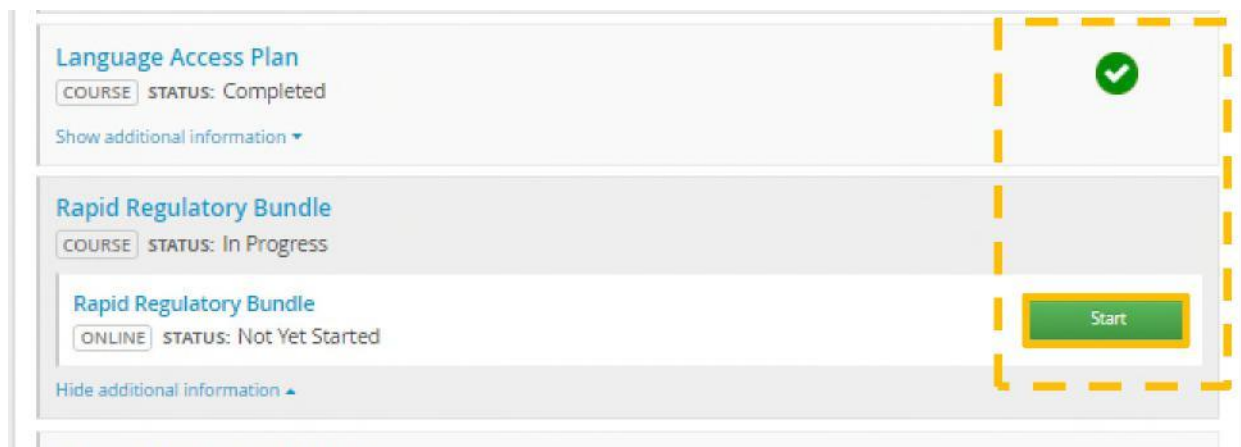 Language Access Plan
COURSE STATUS: Completed
Show additional information
Rapid Regulatory Bundle
COURSE STATUS: In Progress
Rapid Regulatory Bundle
Start
ONLINE STATUS: Not Yet Started
Hide additional information